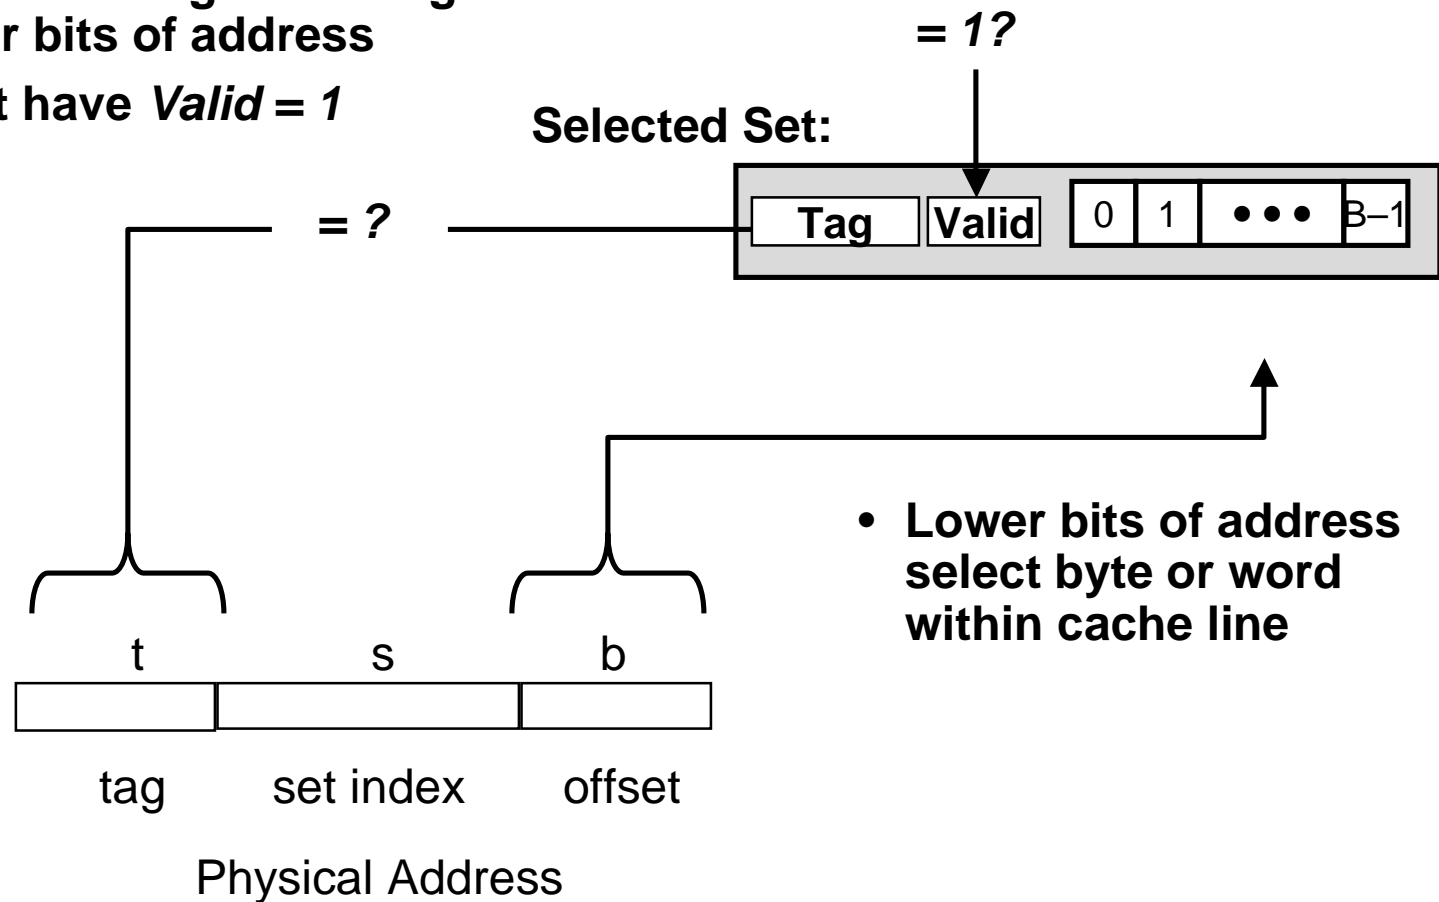 r bits of address
t have Valid = 1
= 1?
Selected Set:
= ?
Tag Valid 0 1 ••• B–1
• Lower bits of address
select byte or word
within cache line
t s b
tag set index offset
Physical Address